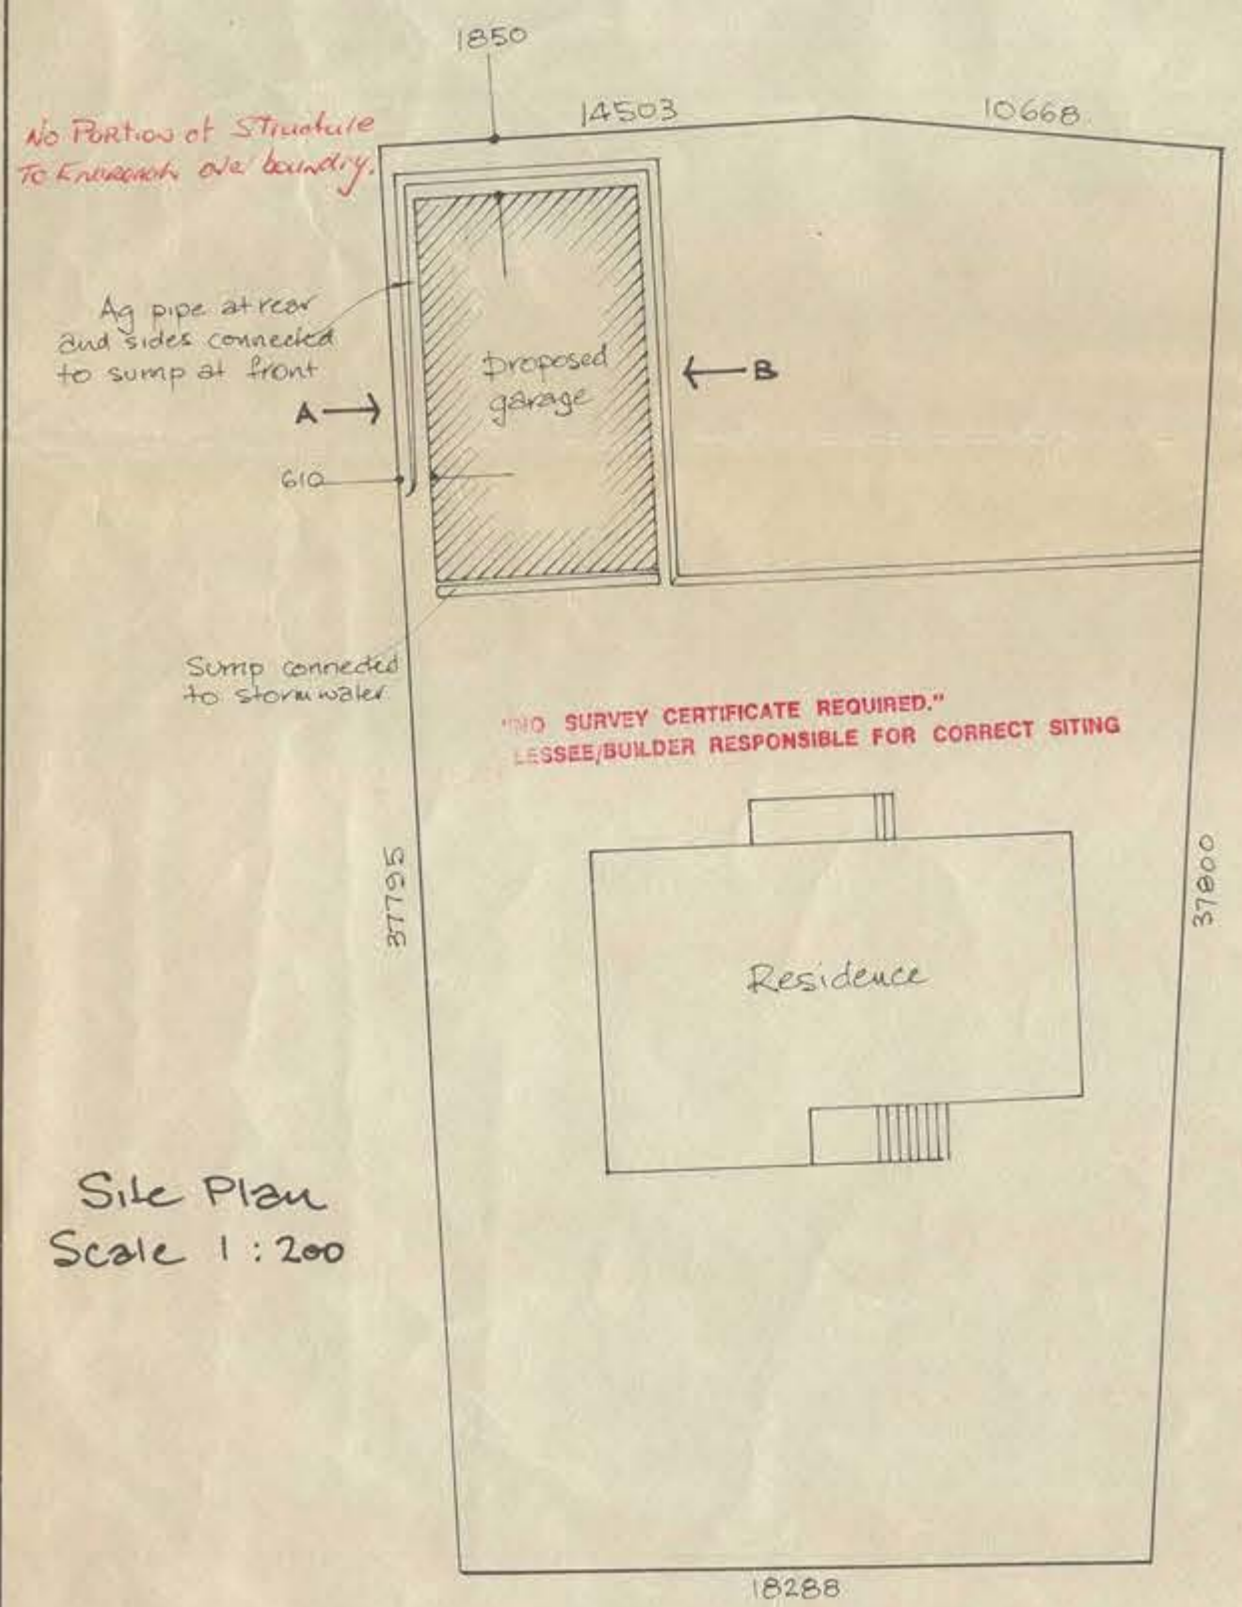 1850
14503
10668
No Portion of Structure
To Encroach over boundry.
Ag pipe at rear
and sides connected
to sump at front
A
Proposed
garage
B
610
Sump connected
to stormwater
"NO SURVEY CERTIFICATE REQUIRED."
LESSEE/BUILDER RESPONSIBLE FOR CORRECT SITING
37795
37800
Residence
Site Plan
Scale 1:200
18288